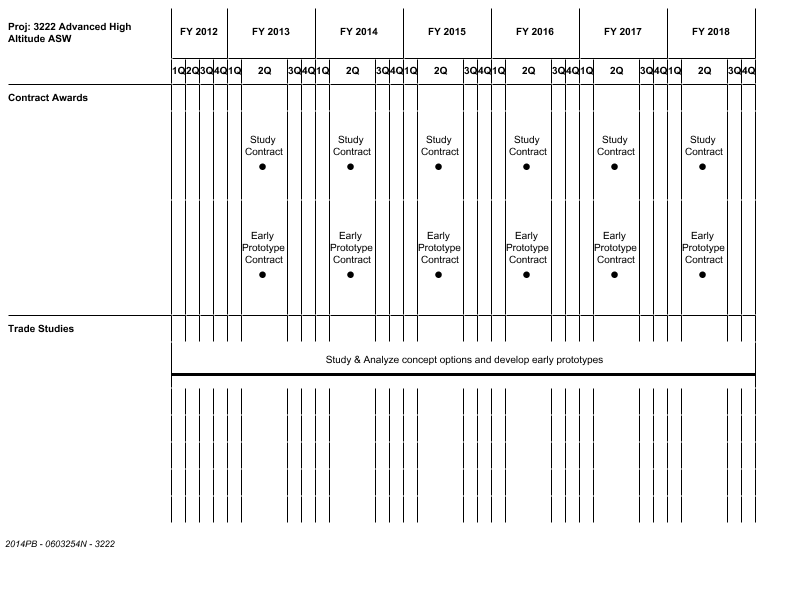 Proj: 3222 Advanced High
Altitude ASW
FY 2012 FY 2013 FY 2014 FY 2015 FY 2016 FY 2017 FY 2018
1Q 2Q 3Q 4Q 1Q 2Q 3Q 4Q 1Q 2Q 3Q 4Q 1Q 2Q 3Q 4Q 1Q 2Q 3Q 4Q 1Q 2Q 3Q 4Q 1Q 2Q 3Q 4Q
Contract Awards
Study Study Study Study Study Study
Contract Contract Contract Contract Contract Contract
Early Early Early Early Early Early
Prototype Prototype Prototype Prototype Prototype Prototype
Contract Contract Contract Contract Contract Contract
Trade Studies
Study & Analyze concept options and develop early prototypes
2014PB - 0603254N - 3222